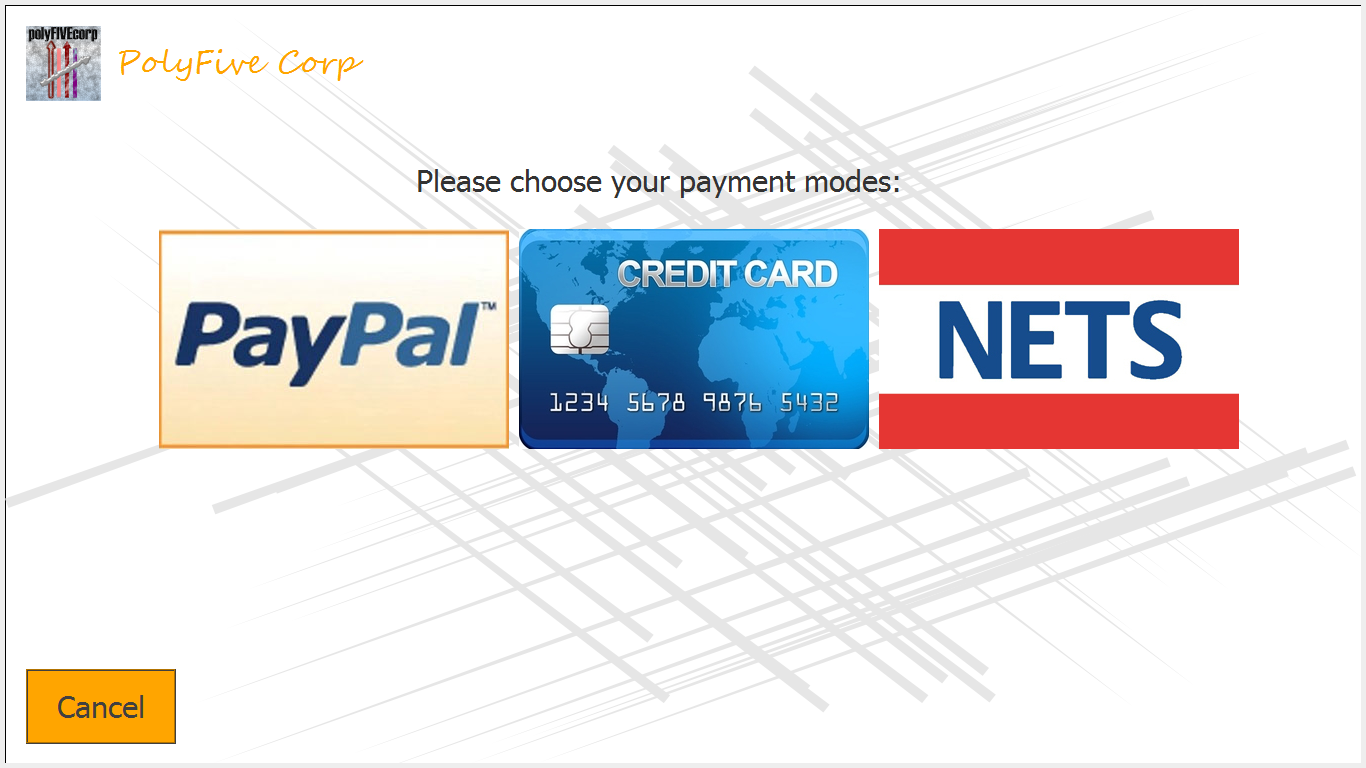 polyFIVEcorp
PolyFive Corp
Please choose your payment modes:
PayPal™
CREDIT CARD
1234 5678 9876 5432
NETS
Cancel